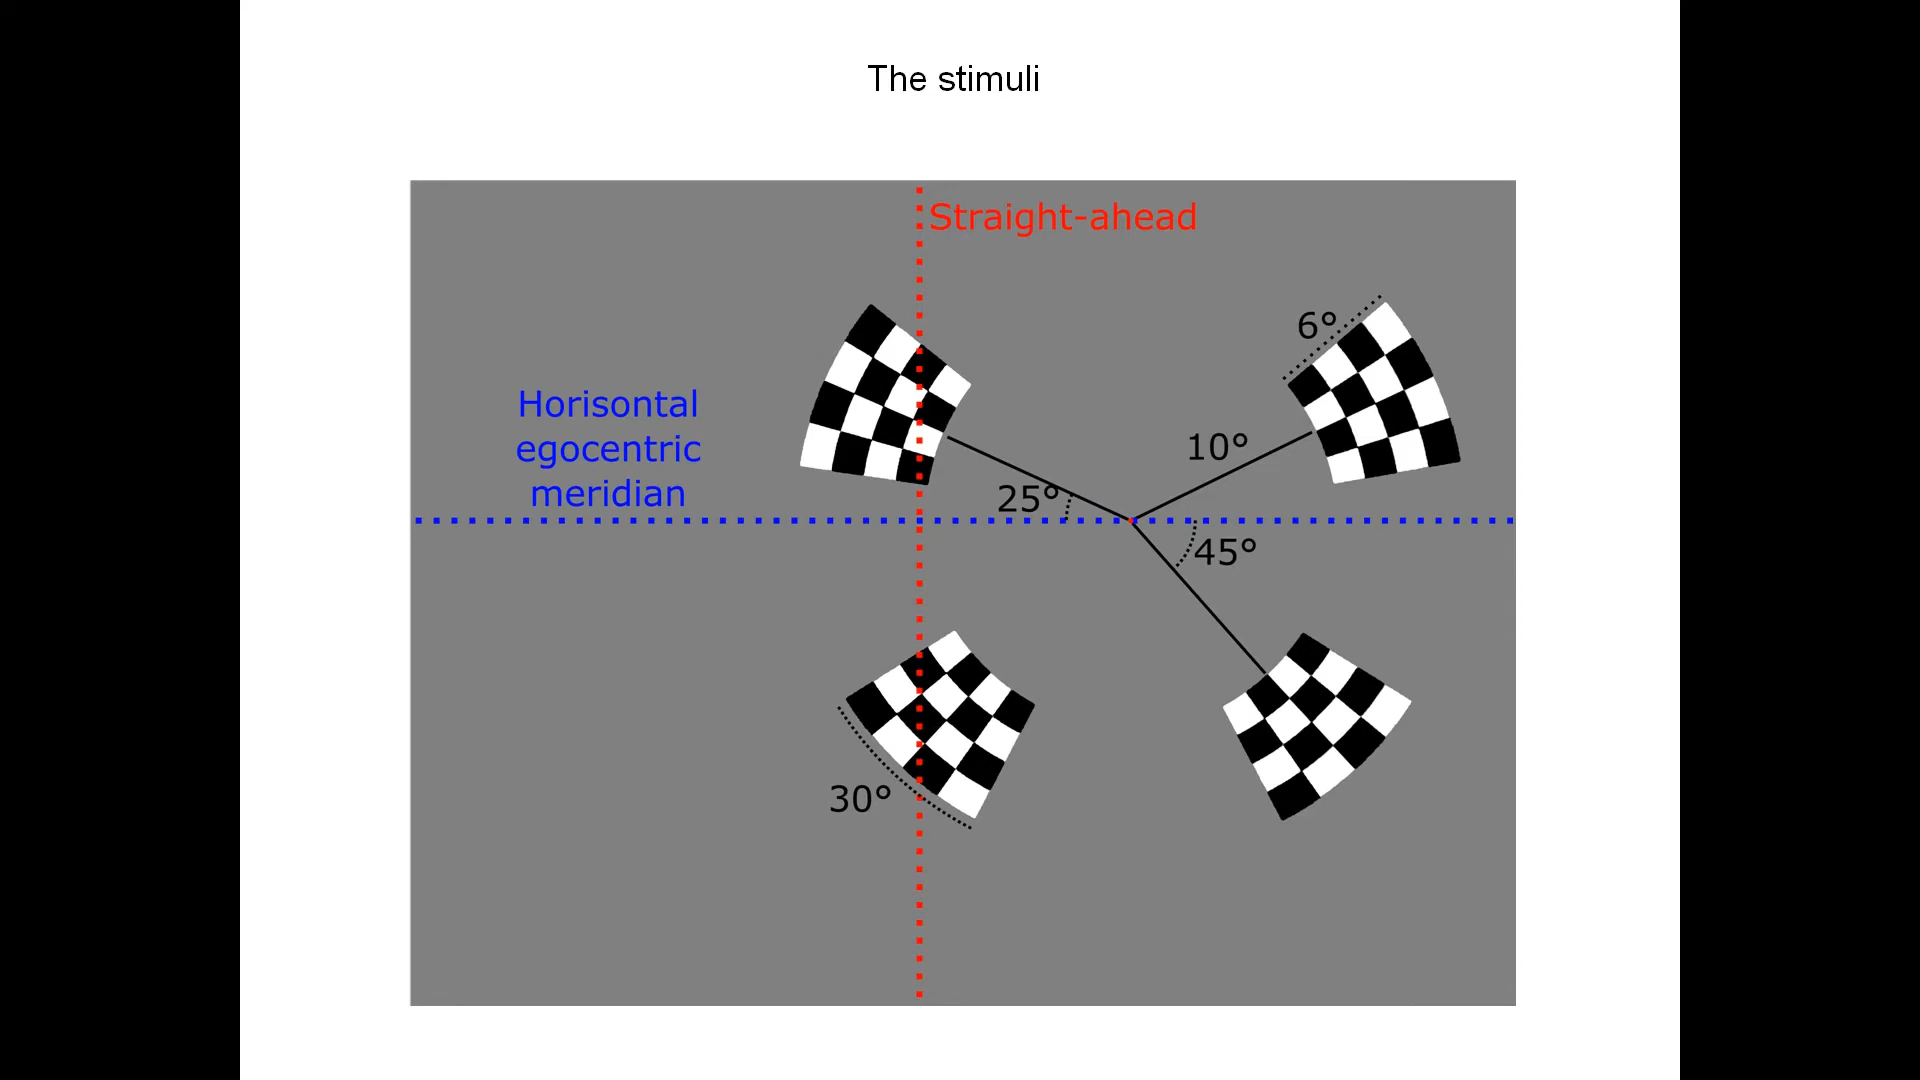 The stimuli
Straight-ahead
6°
Horisontal
egocentric
meridian
10°
25°
45°
30°